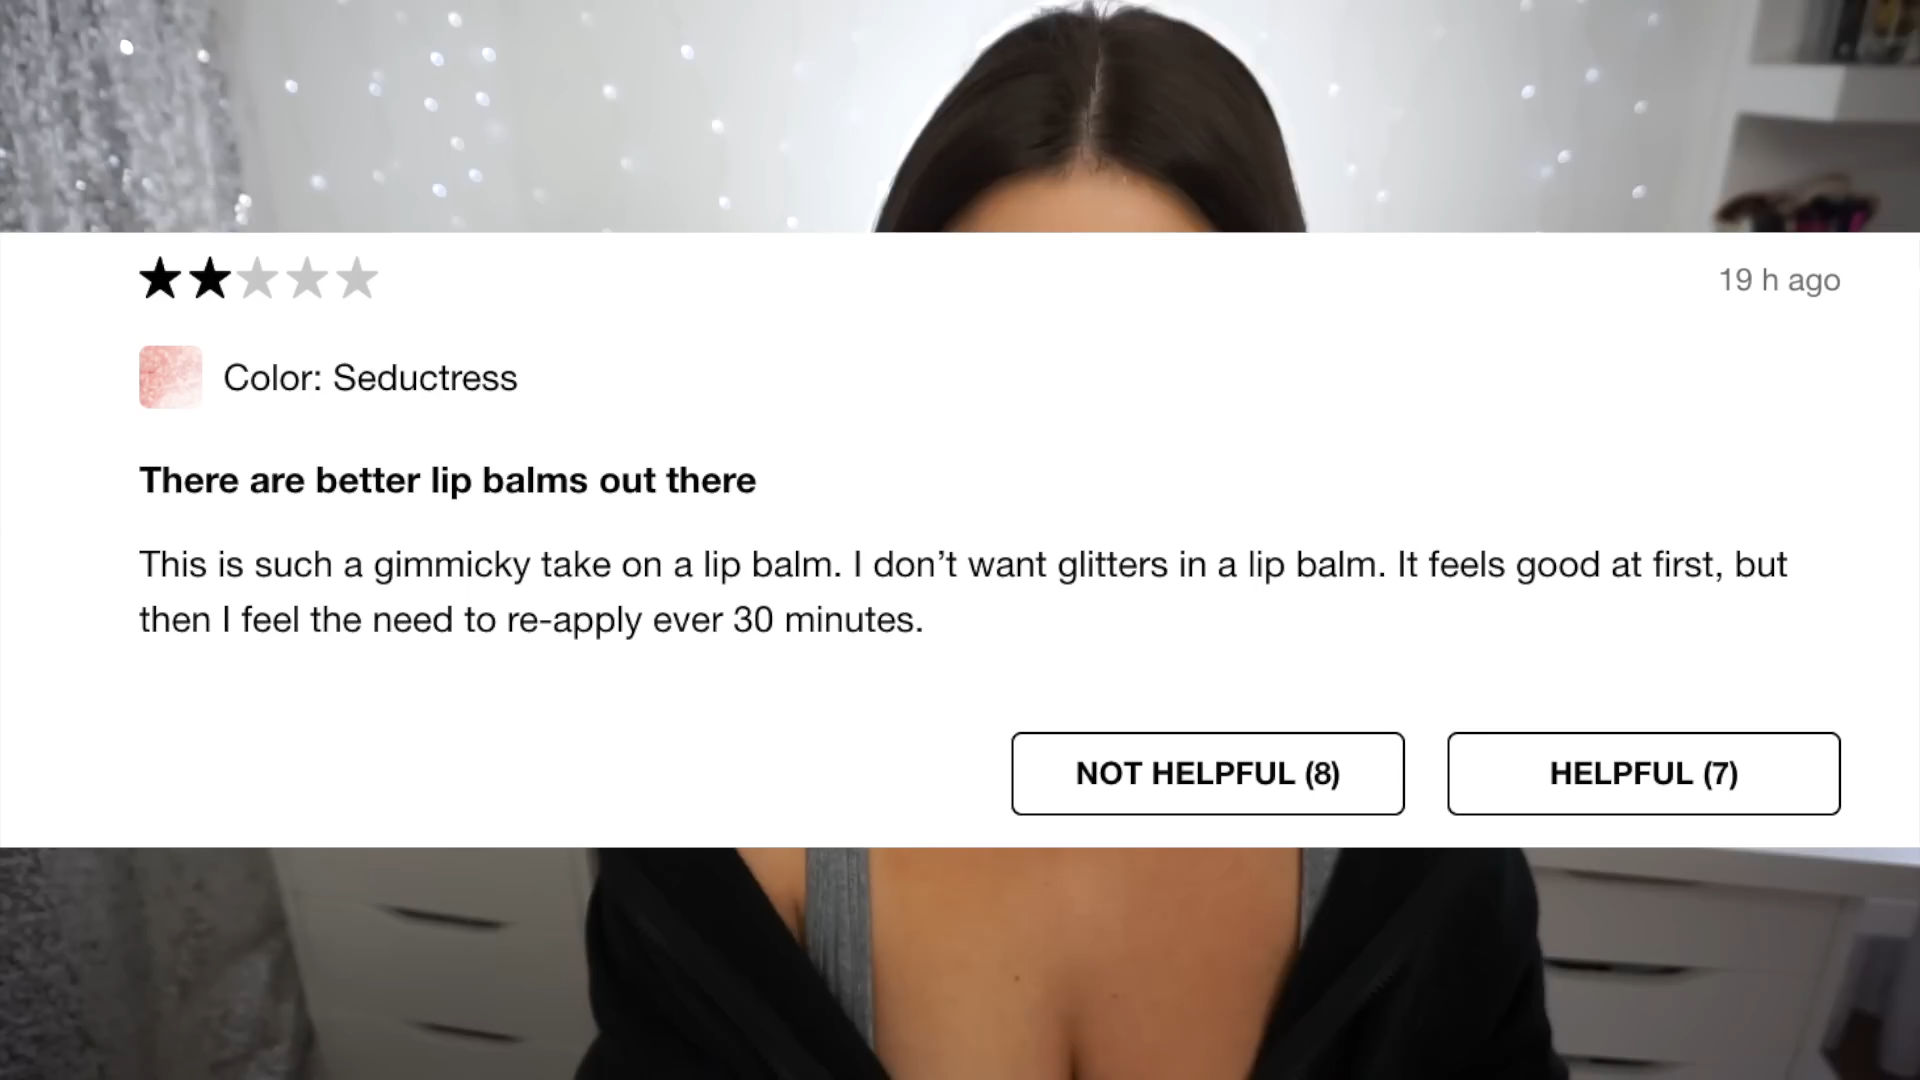 19 h ago
Color: Seductress
There are better lip balms out there
This is such a gimmicky take on a lip balm. I don’t want glitters in a lip balm. It feels good at first, but
then I feel the need to re-apply ever 30 minutes.
NOT HELPFUL (8)
HELPFUL (7)